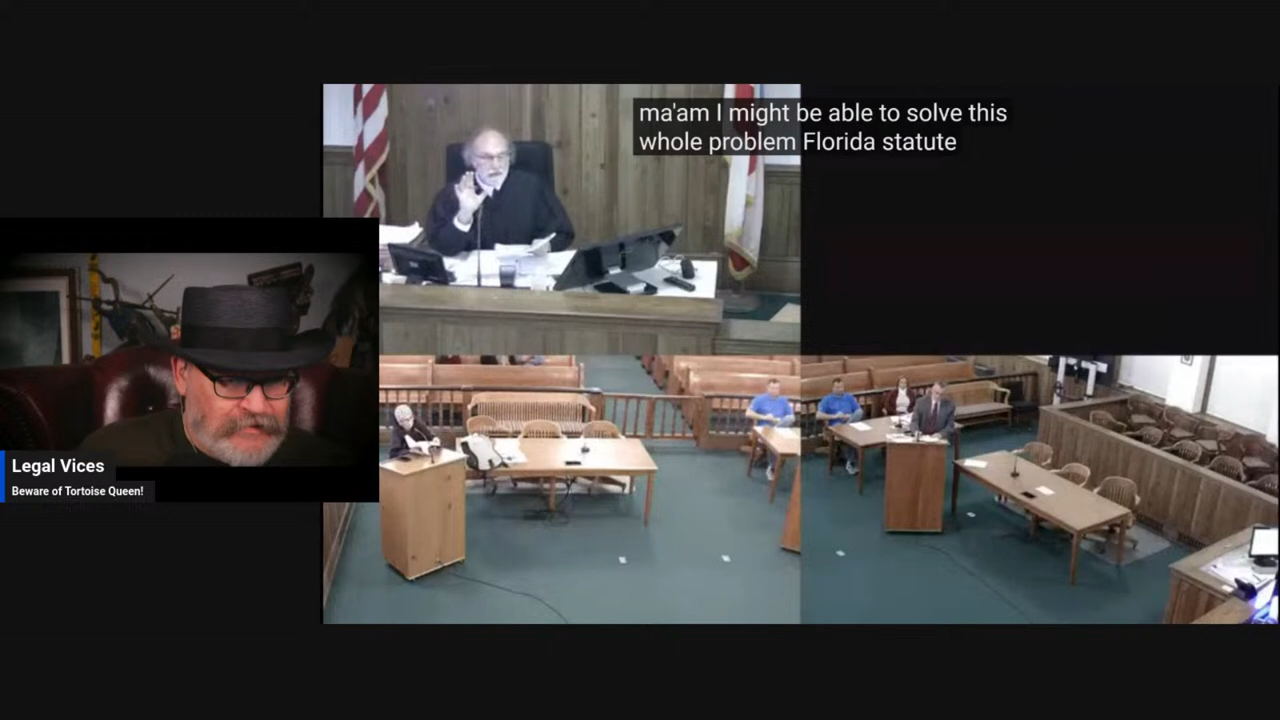 ma'am I might be able to solve this
whole problem Florida statute
Legal Vices
Beware of Tortoise Queen!